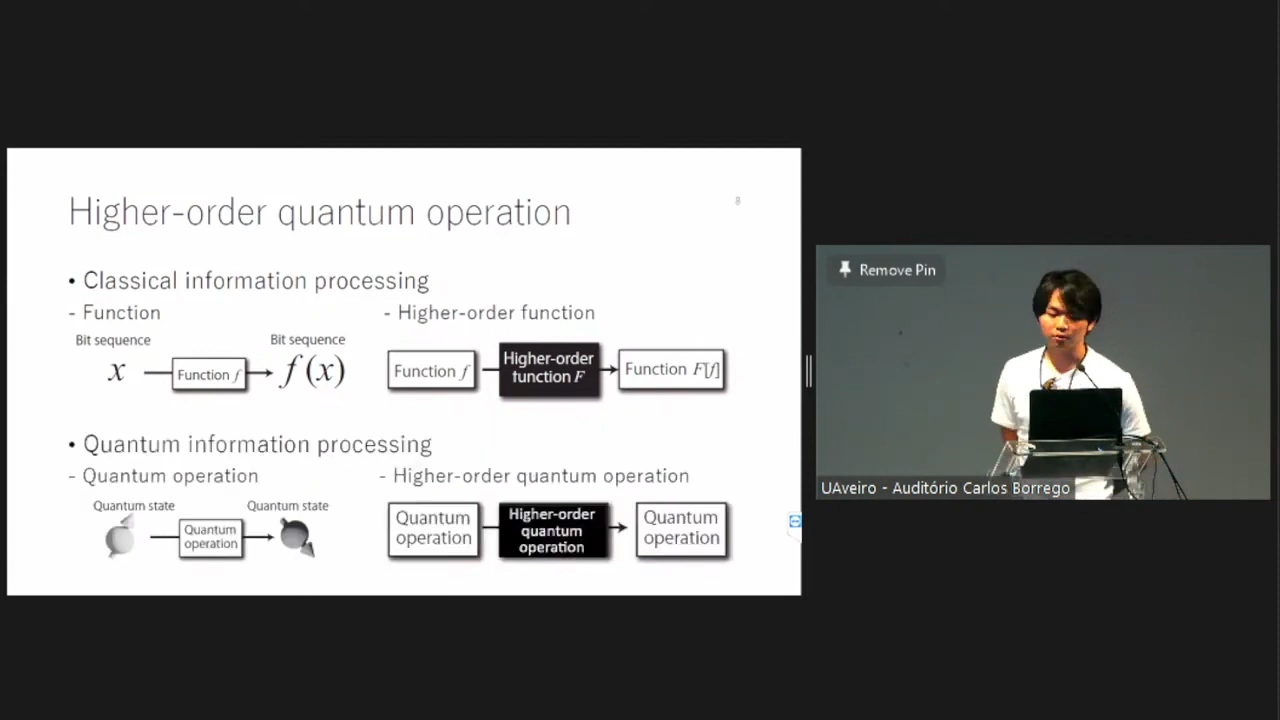 Higher-order quantum operation
8
• Classical information processing
- Function
- Higher-order function
Bit sequence
Bit sequence
x
Function f
f(x)
Function f
Higher-order
function F
Function F[f]
• Quantum information processing
- Quantum operation
- Higher-order quantum operation
Quantum state
Quantum state
Quantum
operation
Quantum
operation
Higher-order
quantum
operation
Quantum
operation
Remove Pin
UAveiro - Auditório Carlos Borrego